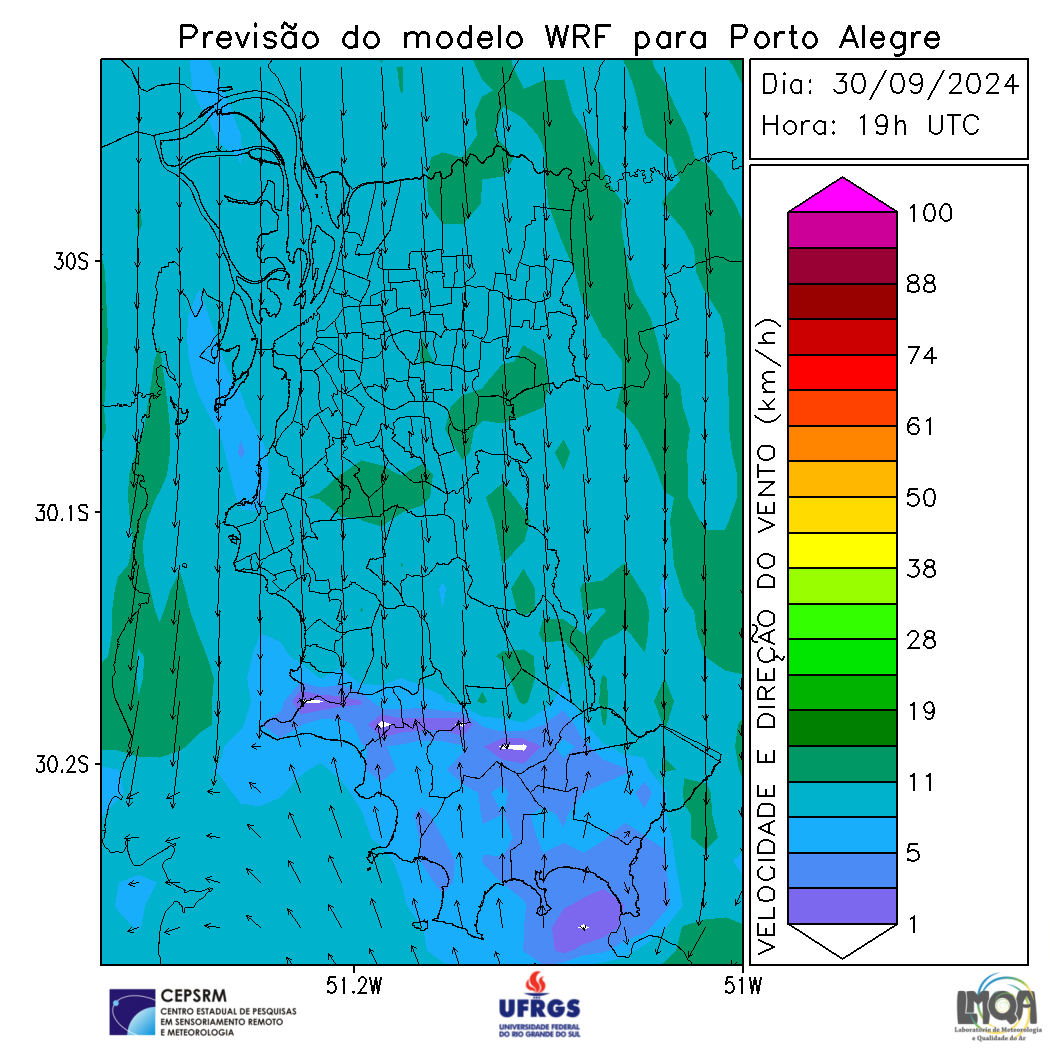 Previsão do modelo WRF para Porto Alegre
Dia: 30/09/2024
Hora: 19h UTC
30S
30.1S
30.2S
51.2W
51W
VELOCIDADE E DIREÇÃO DO VENTO (km/h)
100
88
74
61
50
38
28
19
11
5
1
CEPSRM
CENTRO ESTADUAL DE PESQUISAS
EM SENSORIAMENTO REMOTO
E METEOROLOGIA
UFRGS
UNIVERSIDADE FEDERAL
DO RIO GRANDE DO SUL
LMQA
Laboratório de Meteorologia
e Qualidade do Ar